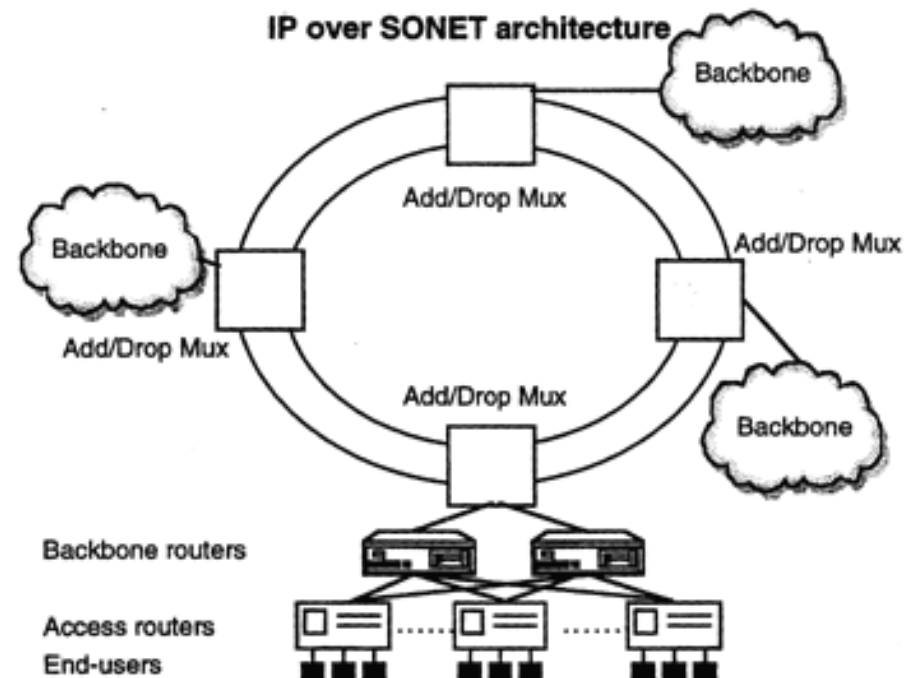 IP over SONET architecture
Backbone
Add/Drop Mux
Backbone
Add/Drop Mux
Add/Drop Mux
Add/Drop Mux
Backbone
Backbone routers
Access routers
End-users